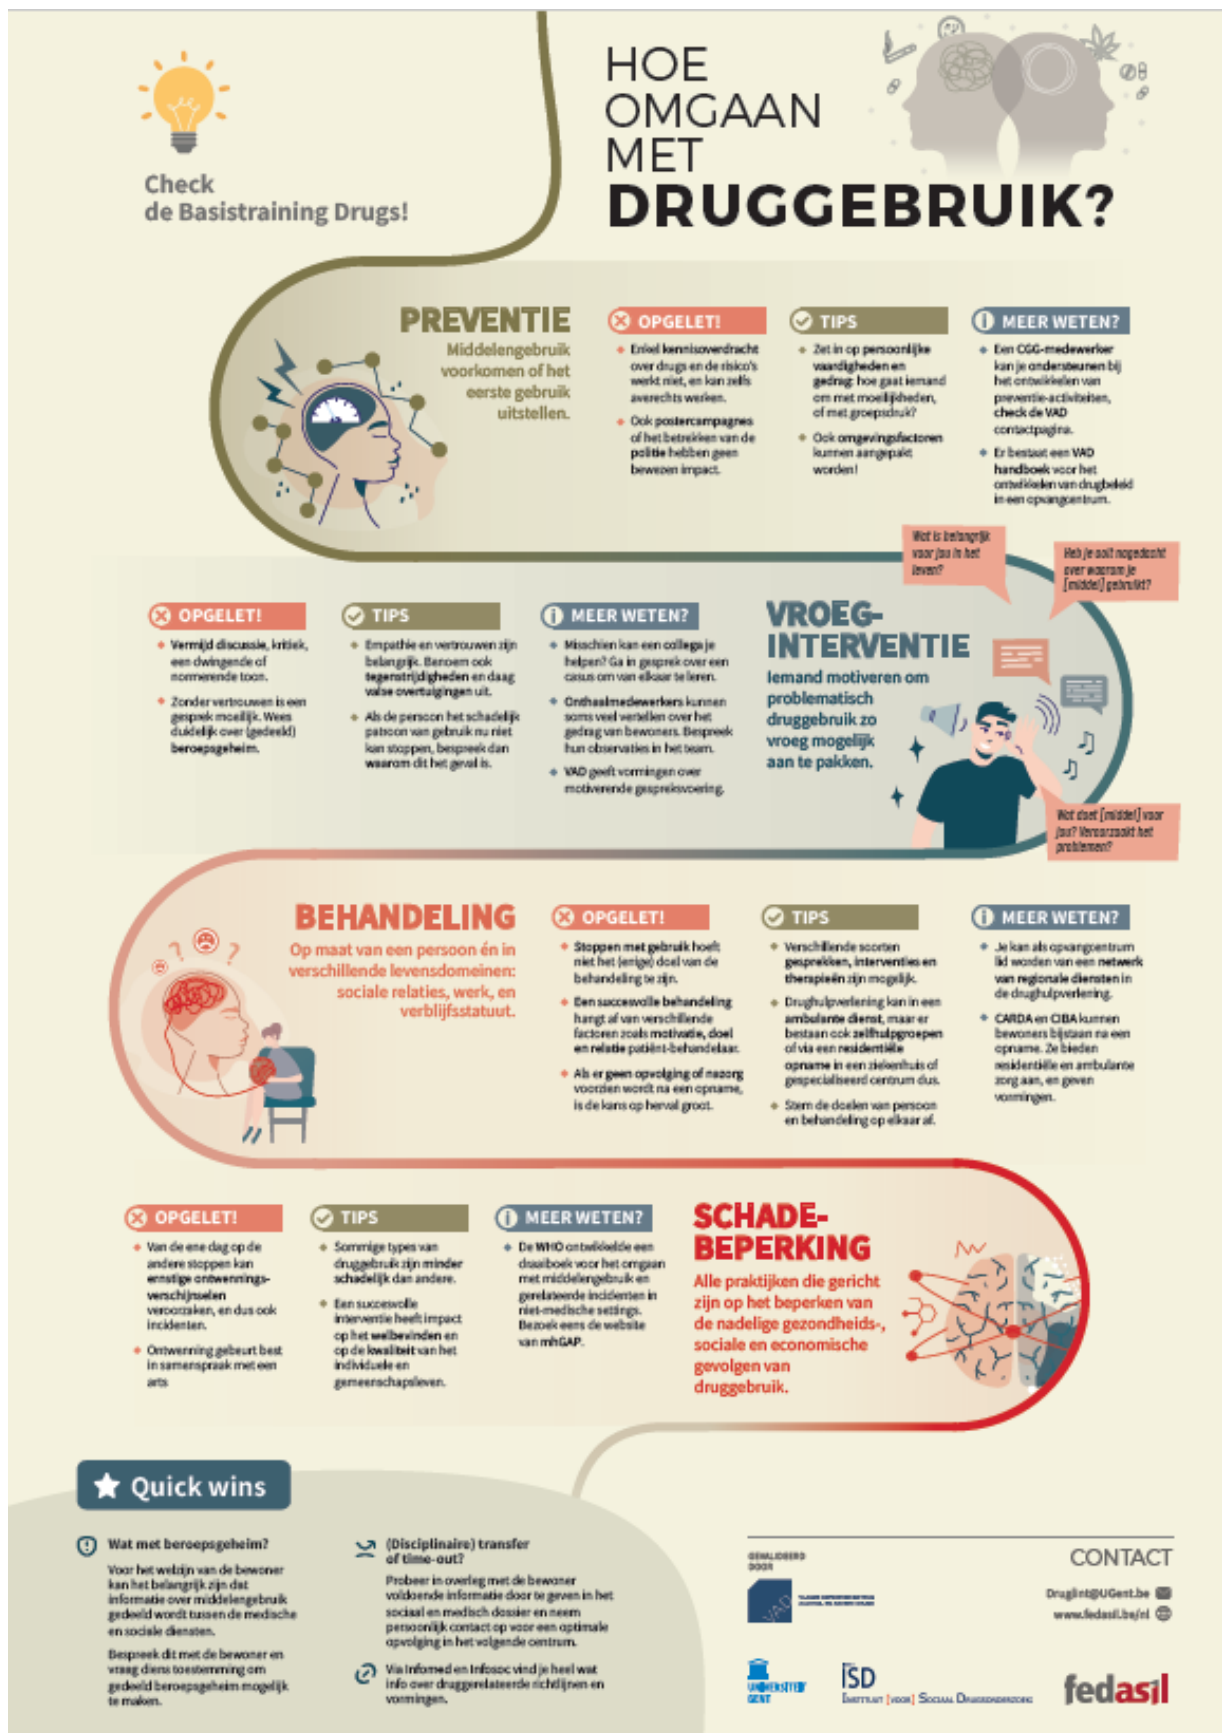 Check
de Basistraining Drugs!
HOE
OMGAAN
MET
DRUGGEBRUIK?
PREVENTIE
Middelengebruik
voorkomen of het
eerste gebruik
uitstellen.
OPGELET!
Enkel kennisoverdracht
over drugs en de risico's
werkt niet, en kan zelfs
averechts werken.
Ook postercampagnes
of het betrekken van de
politie hebben geen
bewezen impact.
TIPS
Zet in op persoonlijke
vaardigheden en
gedrag: hoe gaat iemand
om met moeilijkheden,
of met groepsdruk?
Ook omgevingsfactoren
kunnen aangepakt
worden!
MEER WETEN?
Een CGG-medewerker
kan je ondersteunen bij
het ontwikkelen van
preventie-activiteiten,
check de VAD
contactpagina.
Er bestaat een VAD
handboek voor het
ontwikkelen van drugbeleid
in een opvangcentrum.
Wat is belangrijk
voor jou in het
leven?
Heb je ooit nagedacht
over waarom je
[middel] gebruikt?
VROEG-
INTERVENTIE
Iemand motiveren om
problematisch
druggebruik zo
vroeg mogelijk
aan te pakken.
Wat doet [middel] voor
jou? Veroorzaakt het
problemen?
OPGELET!
Vermijd discussie, kritiek,
een dwingende of
normerende toon.
Zonder vertrouwen is een
gesprek moeilijk. Wees
duidelijk over (gedeeld)
beroepsgeheim.
TIPS
Empathie en vertrouwen zijn
belangrijk. Benoem ook
tegenstrijdigheden en daag
valse overtuigingen uit.
Als de persoon het schadelijk
patroon van gebruik nu niet
kan stoppen, bespreek dan
waarom dit het geval is.
MEER WETEN?
Misschien kan een collega je
helpen? Ga in gesprek over een
casus om van elkaar te leren.
Onthaalmedewerkers kunnen
soms veel vertellen over het
gedrag van bewoners. Bespreek
hun observaties in het team.
VAD geeft vormingen over
motiverende gespreksvoering.
BEHANDELING
Op maat van een persoon én in
verschillende levensdomeinen:
sociale relaties, werk, en
verblijfsstatuut.
OPGELET!
Stoppen met gebruik hoeft
niet het (enige) doel van de
behandeling te zijn.
Een succesvolle behandeling
hangt af van verschillende
factoren zoals motivatie, doel
en relatie patiënt-behandelaar.
Als er geen opvolging of nazorg
voorzien wordt na een opname,
is de kans op herval groot.
TIPS
Verschillende soorten
gesprekken, interventies en
therapieën zijn mogelijk.
Drughulpverlening kan in een
ambulante dienst, maar er
bestaan ook zelfhulpgroepen
of via een residentiële
opname in een ziekenhuis of
gespecialiseerd centrum dus.
Stem de doelen van persoon
en behandeling op elkaar af.
MEER WETEN?
Je kan als opvangcentrum
lid worden van een netwerk
van regionale diensten in
de drughulpverlening.
CARDA en CIBA kunnen
bewoners bijstaan na een
opname. Ze bieden
residentiële en ambulante
zorg aan, en geven
vormingen.
OPGELET!
Van de ene dag op de
andere stoppen kan
ernstige ontwennings-
verschijnselen
veroorzaken, en dus ook
incidenten.
Ontwenning gebeurt best
in samenspraak met een
arts
TIPS
Sommige types van
druggebruik zijn minder
schadelijk dan andere.
Een succesvolle
interventie heeft impact
op het welbevinden en
op de kwaliteit van het
individuele en
gemeenschapsleven.
MEER WETEN?
De WHO ontwikkelde een
draaiboek voor het omgaan
met middelengebruik en
gerelateerde incidenten in
niet-medische settings.
Bezoek eens de website
van mhGAP.
SCHADE-
BEPERKING
Alle praktijken die gericht
zijn op het beperken van
de nadelige gezondheids-,
sociale en economische
gevolgen van
druggebruik.
Quick wins
Wat met beroepsgeheim?
Voor het welzijn van de bewoner
kan het belangrijk zijn dat
informatie over middelengebruik
gedeeld wordt tussen de medische
en sociale diensten.
Bespreek dit met de bewoner en
vraag diens toestemming om
gedeeld beroepsgeheim mogelijk
te maken.
(Disciplinaire) transfer
of time-out?
Probeer in overleg met de bewoner
voldoende informatie door te geven in het
sociaal en medisch dossier en neem
persoonlijk contact op voor een optimale
opvolging in het volgende centrum.
Via Infomed en Infosoc vind je heel wat
info over druggerelateerde richtlijnen en
vormingen.
GEVALIDEERD
DOOR
VAD
CONTACT
Druglint@UGent.be
www.fedasil.be/nl
UNIVERSITEIT
GENT
ISD
INSTITUUT [VOOR] SOCIAAL DRUGSONDERZOEK
fedasil